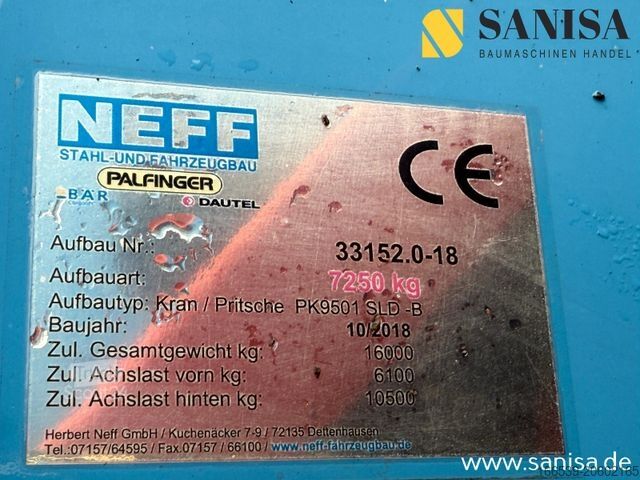 SANISA
BAUMASCHINEN HANDEL
NEFF
STAHL-UND FAHRZEUGBAU
PALFINGER
BÄR
DAUTEL
CE
Aufbau Nr.: 33152.0-18
Aufbauart: 7250 kg
Aufbautyp: Kran / Pritsche PK9501 SLD -B
Baujahr: 10/2018
Zul. Gesamtgewicht kg: 16000
Zul. Achslast vorn kg: 6100
Zul. Achslast hinten kg: 10500
Herbert Neff GmbH / Kuchenäcker 7-9 / 72135 Dettenhausen
Tel.:07157/64595 / Fax.07157 / 66100 / www.neff-fahrzeugbau.de
www.sanisa.de